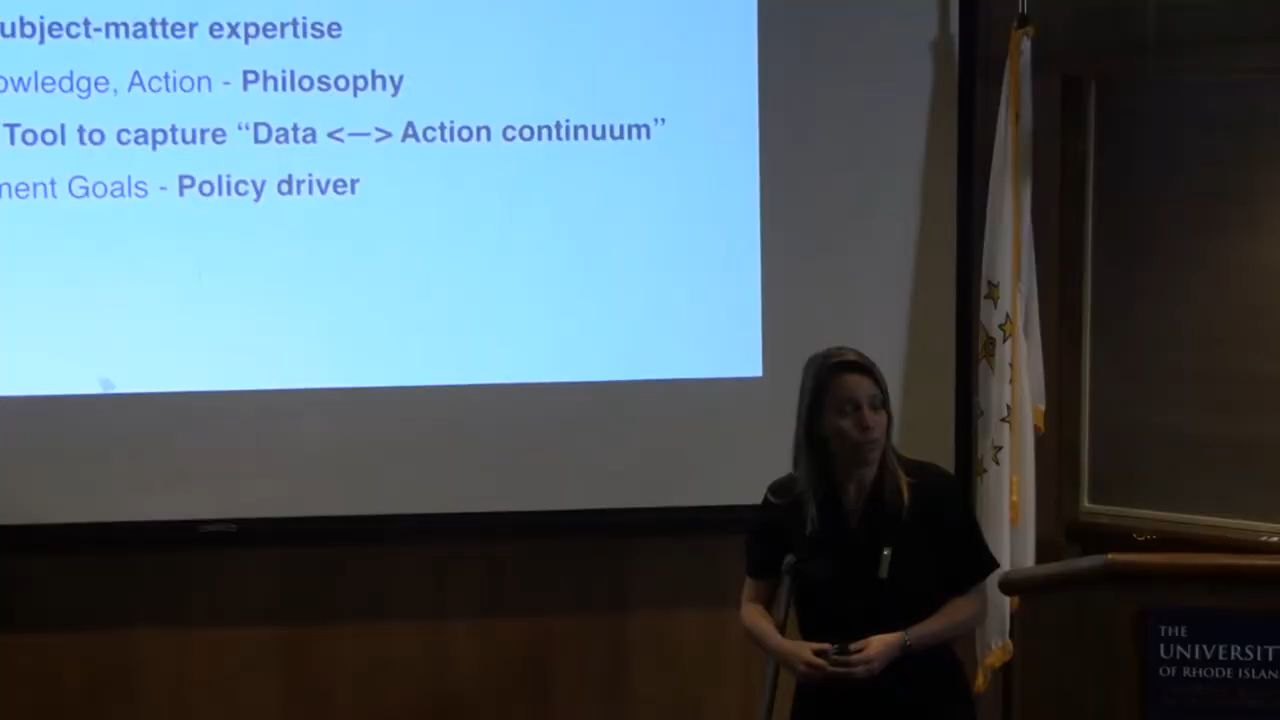 ubject-matter expertise
owledge, Action - Philosophy
Tool to capture “Data <—> Action continuum”
ment Goals - Policy driver
THE
UNIVERSIT
OF RHODE ISLAN